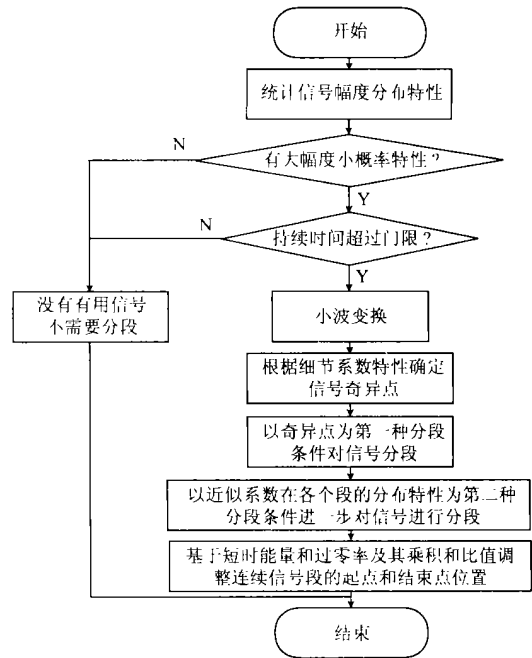 开始
统计信号幅度分布特性
N
有大幅度小概率特性？
Y
N
持续时间超过门限？
Y
没有有用信号
不需要分段
小波变换
根据细节系数特性确定
信号奇异点
以奇异点为第一种分段
条件对信号分段
以近似系数在各个段的分布特性为第二种
分段条件进一步对信号进行分段
基于短时能量和过零率及其乘积和比值调
整连续信号段的起点和结束点位置
结束